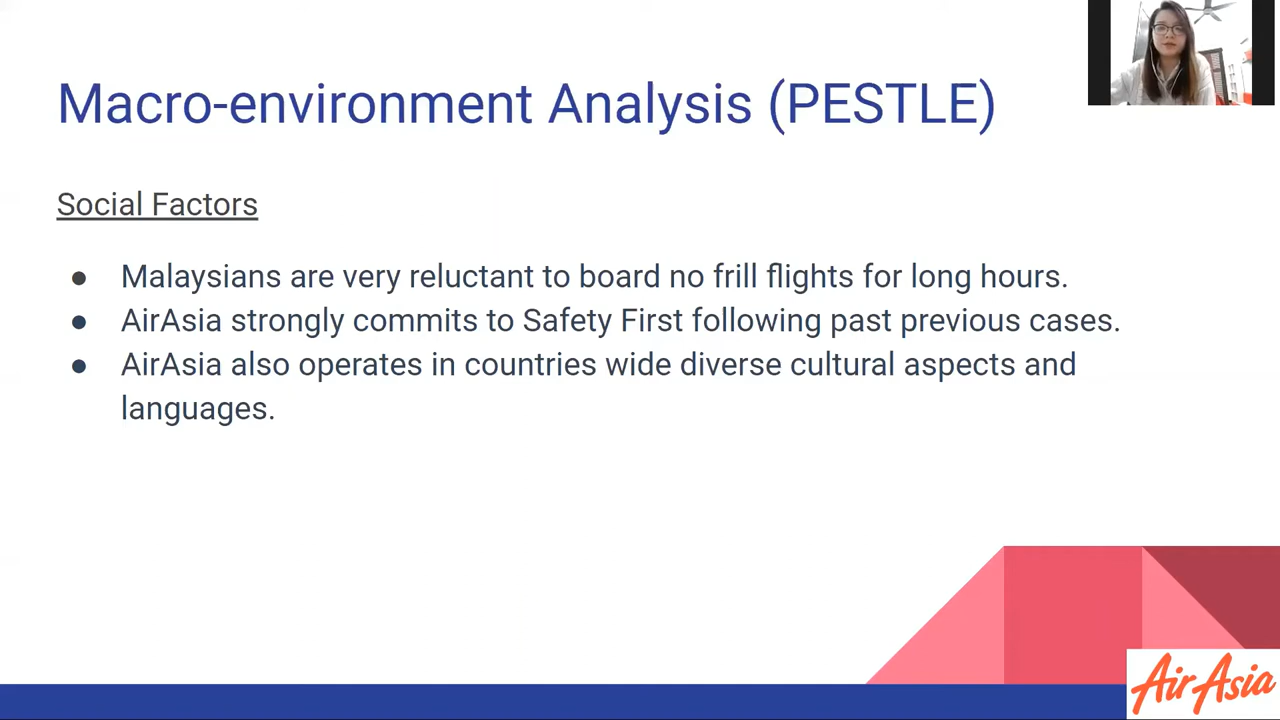 Macro-environment Analysis (PESTLE)
Social Factors
● Malaysians are very reluctant to board no frill flights for long hours.
● AirAsia strongly commits to Safety First following past previous cases.
● AirAsia also operates in countries wide diverse cultural aspects and
languages.
AirAsia